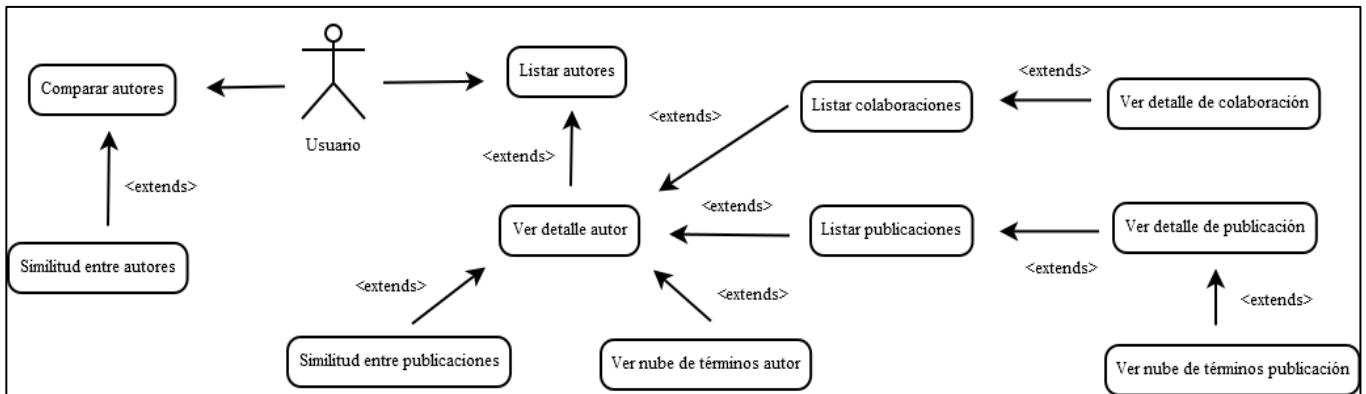 Comparar autores
Usuario
Listar autores
Listar colaboraciones
<extends>
Ver detalle de colaboración
<extends>
<extends>
<extends>
Similitud entre autores
Ver detalle autor
<extends>
Listar publicaciones
<extends>
Ver detalle de publicación
<extends>
Similitud entre publicaciones
<extends>
Ver nube de términos autor
<extends>
Ver nube de términos publicación